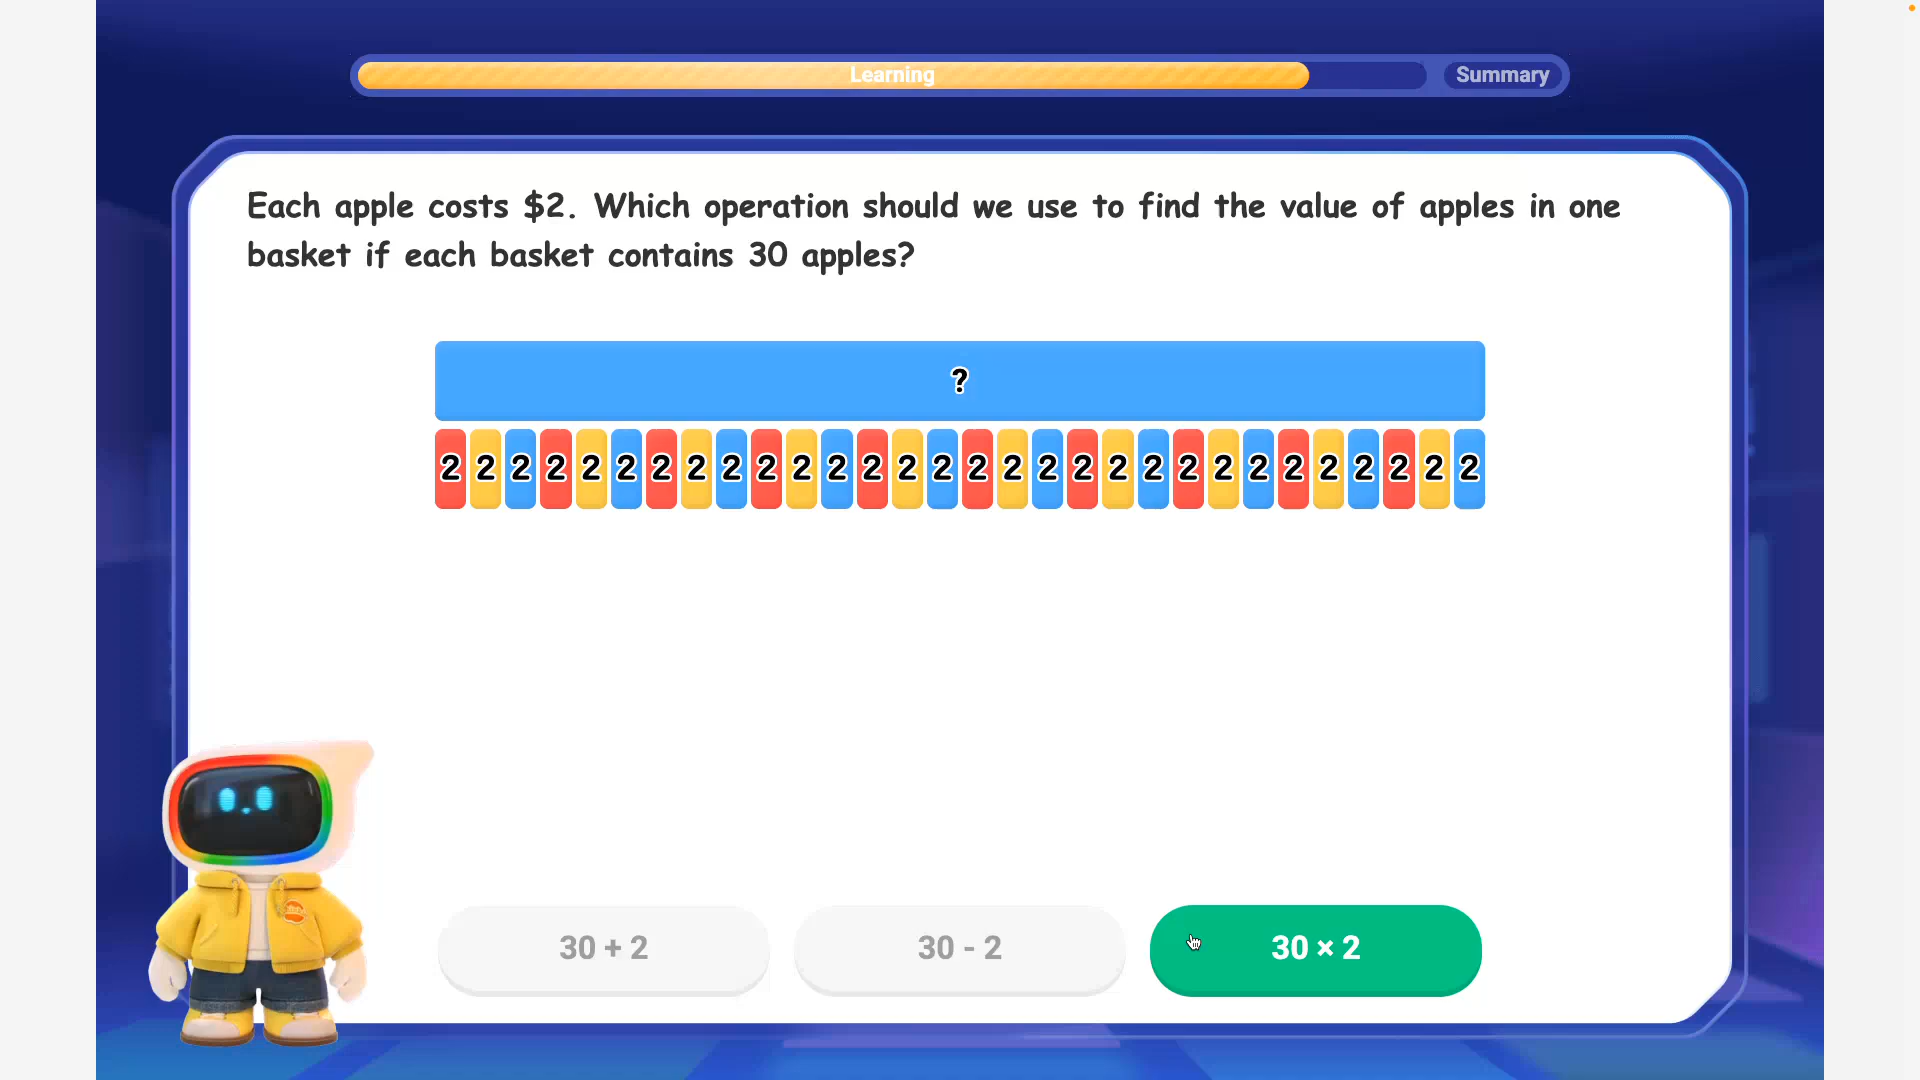 Learning
Summary
Each apple costs $2. Which operation should we use to find the value of apples in one
basket if each basket contains 30 apples?
?
2 2 2 2 2 2 2 2 2 2 2 2 2 2 2 2 2 2 2 2 2 2 2 2 2 2 2 2 2 2
30 + 2
30 - 2
30 × 2